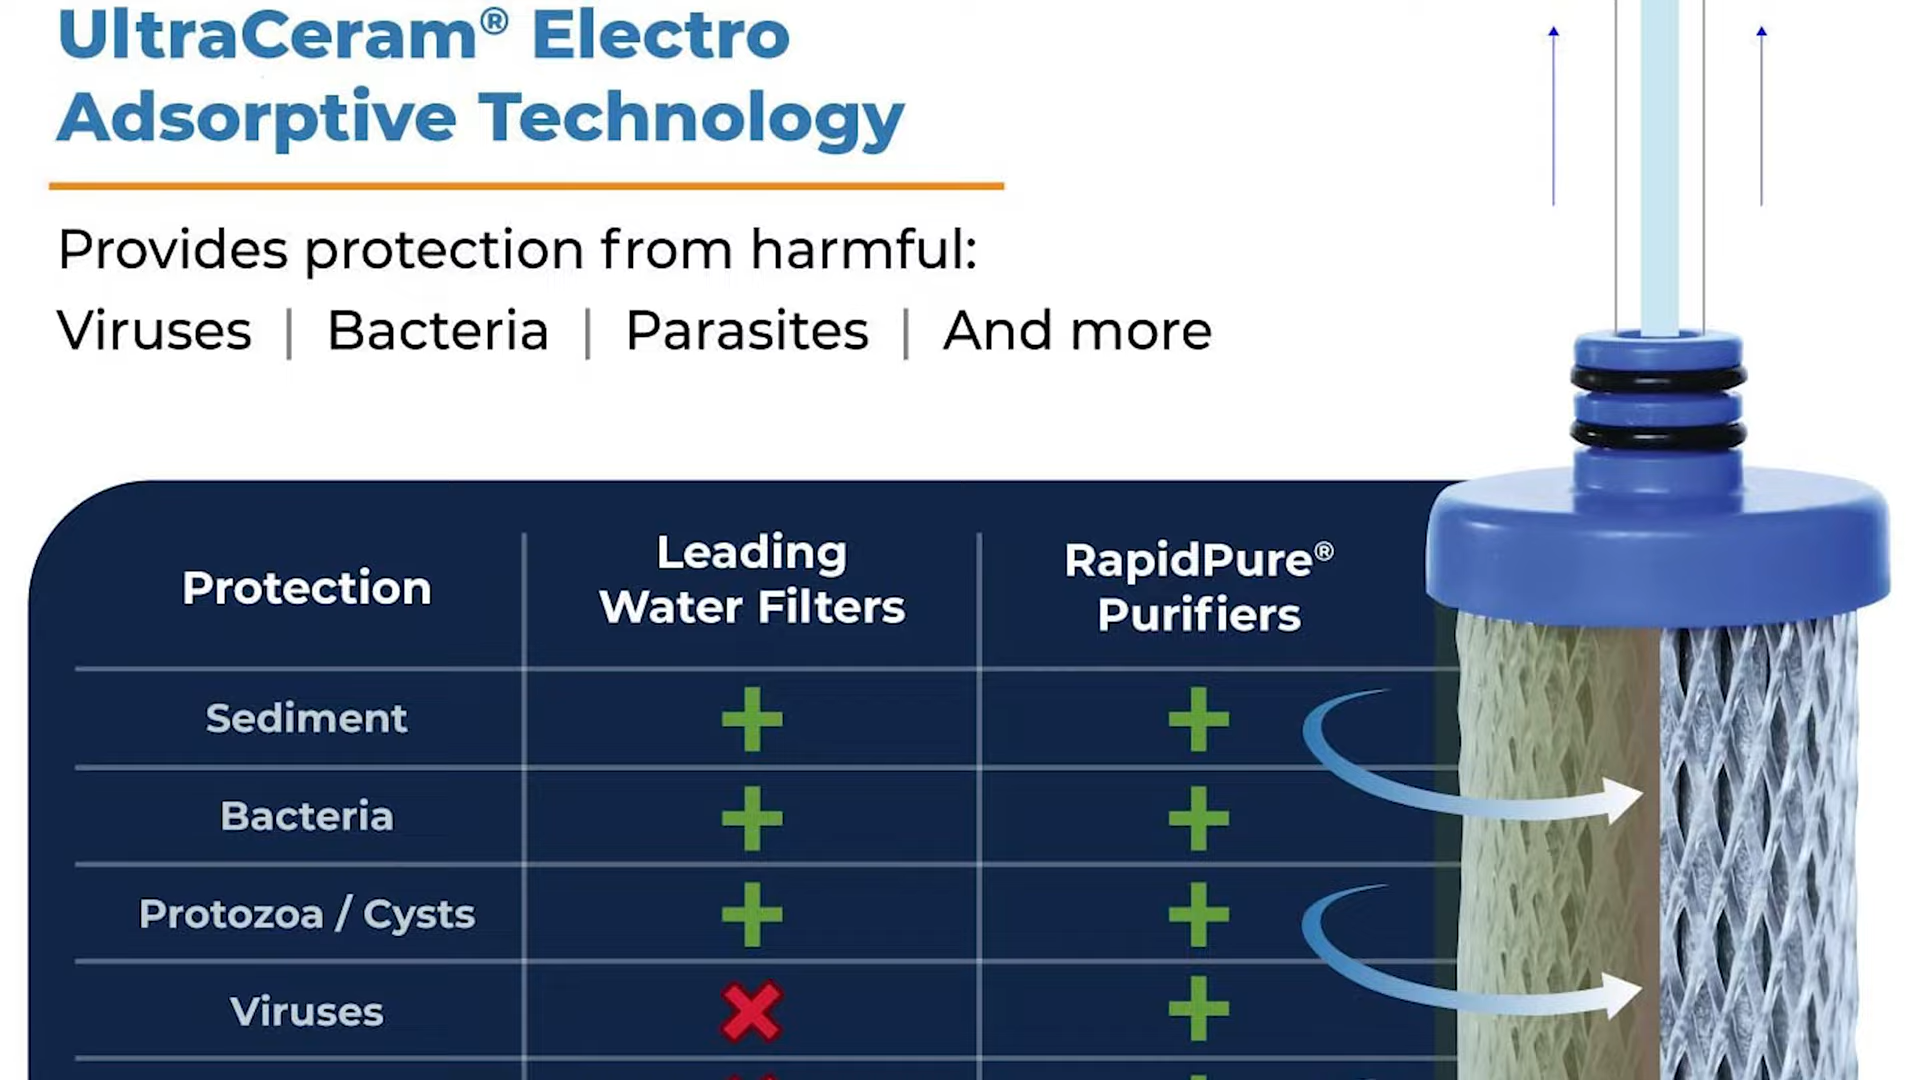 UltraCeram® Electro
Adsorptive Technology
Provides protection from harmful:
Viruses | Bacteria | Parasites | And more
Protection
Leading
Water Filters
RapidPure®
Purifiers
Sediment
Bacteria
Protozoa / Cysts
Viruses